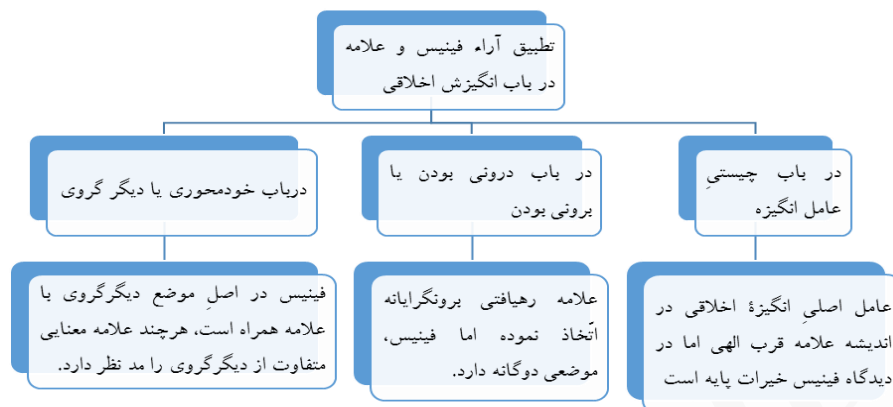 تطبیق آراء فینیس و علامه
در باب انگیزش اخلاقی
در باب چیستیِ
عامل انگیزه
در باب درونی بودن یا
برونی بودن
درباب خودمحوری یا دیگر گروی
عامل اصلیِ انگیزۀ اخلاقی در
اندیشه علامه قرب الهی اما در
دیدگاه فینیس خیرات پایه است
علامه رهیافتی برونگرایانه
اتّخاذ نموده اما فینیس،
موضعی دوگانه دارد.
فینیس در اصلِ موضع دیگرگروی با
علامه همراه است، هرچند علامه معنایی
متفاوت از دیگرگروی را مد نظر دارد.